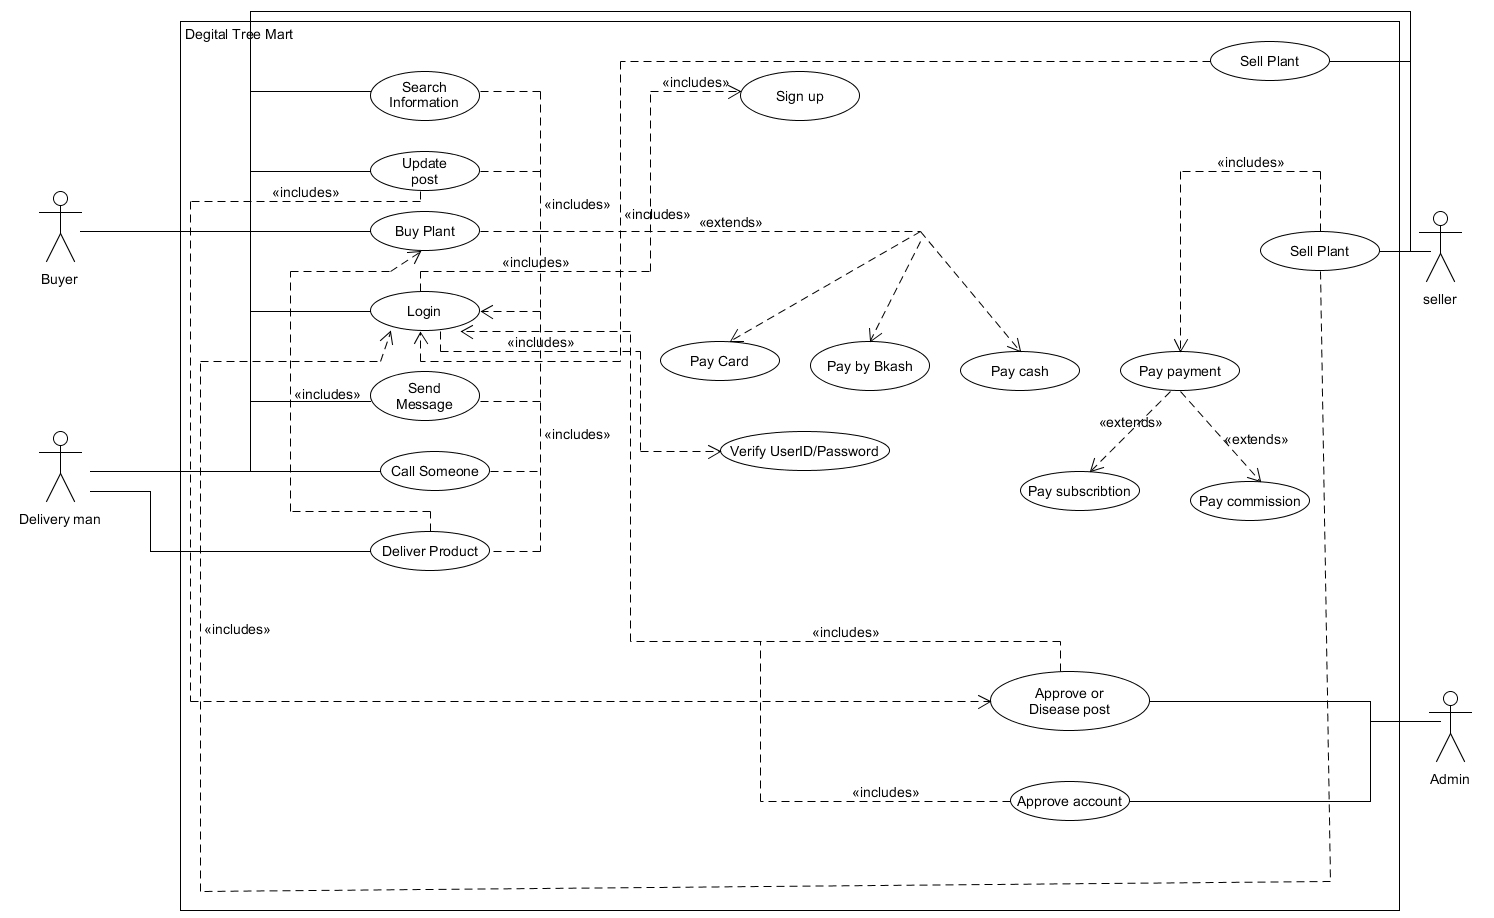 Degital Tree Mart
Sell Plant
Search
Information
«includes»
Sign up
Update
post
«includes»
«includes»
«includes»
«includes»
Buy Plant
«extends»
Sell Plant
Buyer
«includes»
seller
Login
«includes»
Pay Card
Pay by Bkash
Pay cash
Pay payment
Send
Message
«includes»
«extends»
«includes»
«extends»
Verify UserID/Password
Call Someone
Pay subscribtion
Pay commission
Delivery man
Deliver Product
«includes»
«includes»
Approve or
Disease post
Admin
«includes»
Approve account